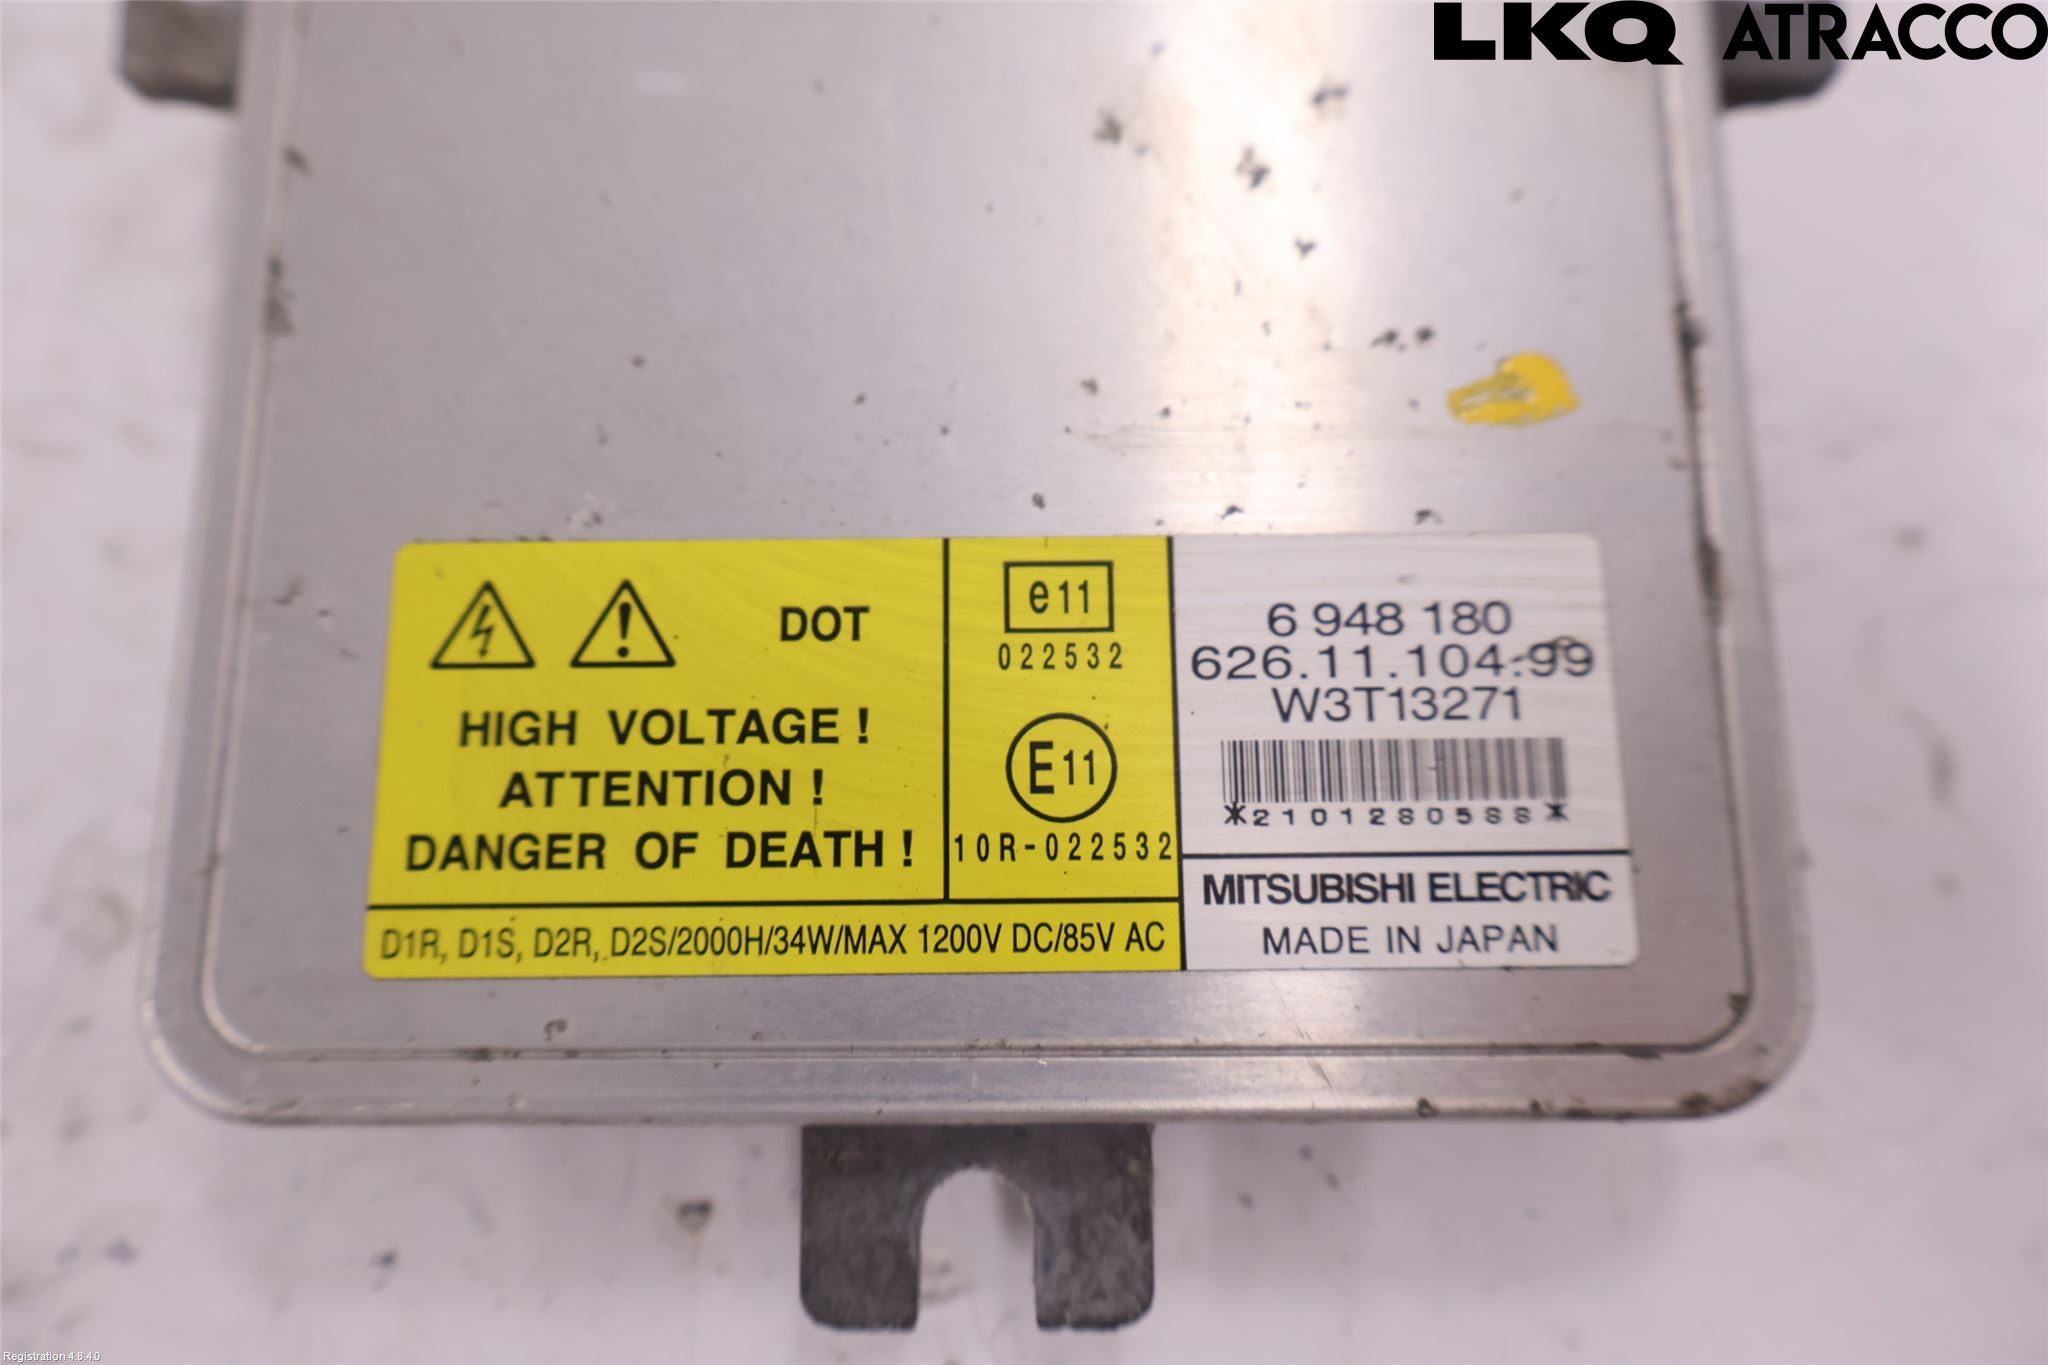 LKQ ATRACCO
DOT
HIGH VOLTAGE !
ATTENTION !
DANGER OF DEATH !
e11
022532
E11
10R-022532
6 948 180
626.11.104.99
W3T13271
*2101280588*
MITSUBISHI ELECTRIC
MADE IN JAPAN
D1R, D1S, D2R, D2S/2000H/34W/MAX 1200V DC/85V AC
Registration 4.8.4.0